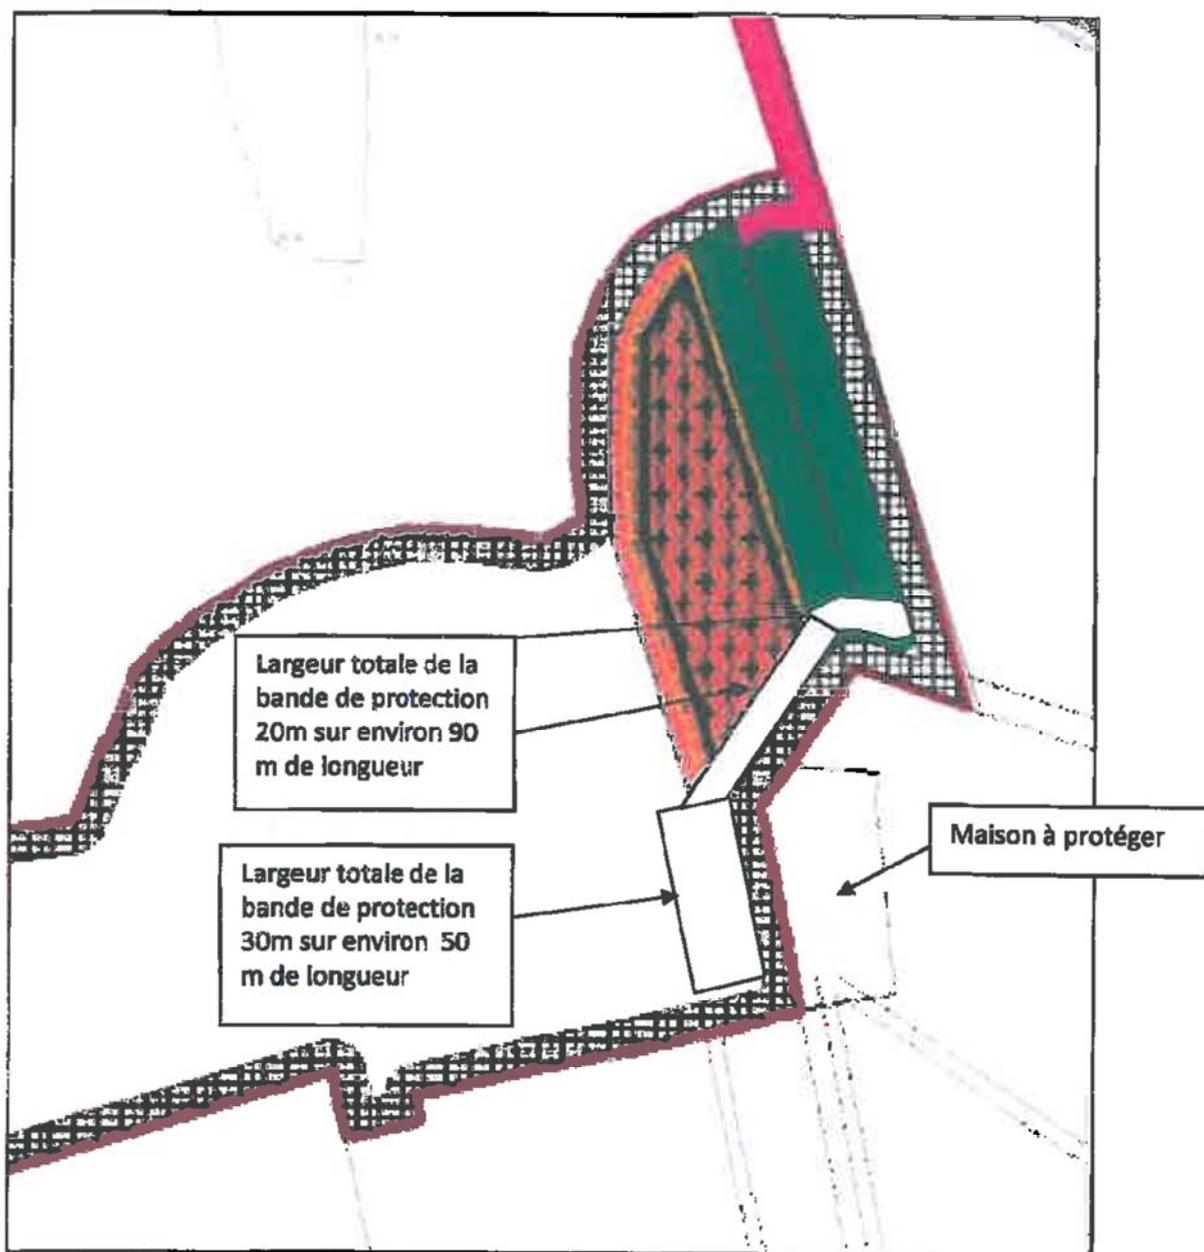 Largeur totale de la
bande de protection
20m sur environ 90
m de longueur
Maison à protéger
Largeur totale de la
bande de protection
30m sur environ 50
m de longueur